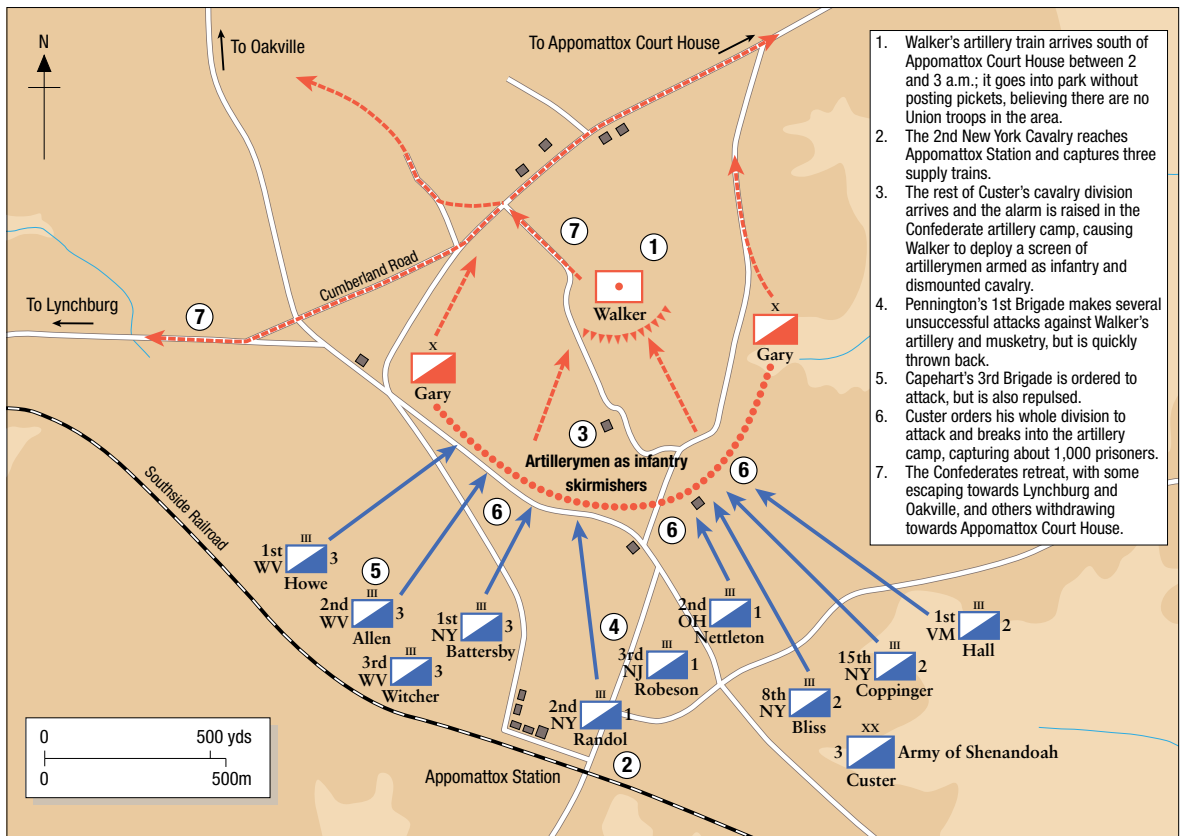 N
To Oakville
To Appomattox Court House
1. Walker's artillery train arrives south of
Appomattox Court House between 2
and 3 a.m.; it goes into park without
posting pickets, believing there are no
Union troops in the area.
2. The 2nd New York Cavalry reaches
Appomattox Station and captures three
supply trains.
3. The rest of Custer's cavalry division
arrives and the alarm is raised in the
Confederate artillery camp, causing
Walker to deploy a screen of
artillerymen armed as infantry and
dismounted cavalry.
4. Pennington's 1st Brigade makes several
unsuccessful attacks against Walker's
artillery and musketry, but is quickly
thrown back.
5. Capehart's 3rd Brigade is ordered to
attack, but is also repulsed.
6. Custer orders his whole division to
attack and breaks into the artillery
camp, capturing about 1,000 prisoners.
7. The Confederates retreat, with some
escaping towards Lynchburg and
Oakville, and others withdrawing
towards Appomattox Court House.
7
1
Cumberland Road
To Lynchburg
7
Walker
X
Gary
X
Gary
3
Artillerymen as infantry
skirmishers
6
6
6
Southside Railroad
III
1st
WV
3
Howe
5
III
2nd
WV
3
Allen
III
1st
NY
3
Battersby
III
3rd
WV
3
Witcher
4
III
2nd
OH
1
Nettleton
III
3rd
NJ
1
Robeson
III
2nd
NY
1
Randol
III
1st
VM
2
Hall
III
15th
NY
2
Coppinger
III
8th
NY
2
Bliss
XX
3
Army of Shenandoah
Custer
2
Appomattox Station
0 500 yds
0 500m